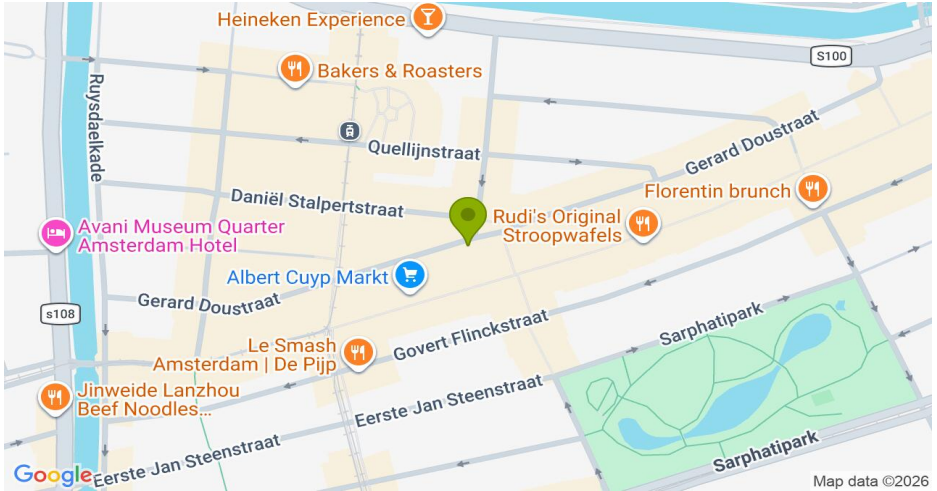 Heineken Experience
S100
Bakers & Roasters
Ruysdaelkade
Quellijnstraat
Gerard Doustraat
Florentin brunch
Daniël Stalpertstraat
Rudi's Original
Stroopwafels
Avani Museum Quarter
Amsterdam Hotel
Albert Cuyp Markt
Gerard Doustraat
s108
Govert Flinckstraat
Sarphatipark
Le Smash
Amsterdam | De Pijp
Jinweide Lanzhou
Beef Noodles...
Eerste Jan Steenstraat
Eerste Jan Steenstraat
Sarphatipark
Google
Map data ©2026